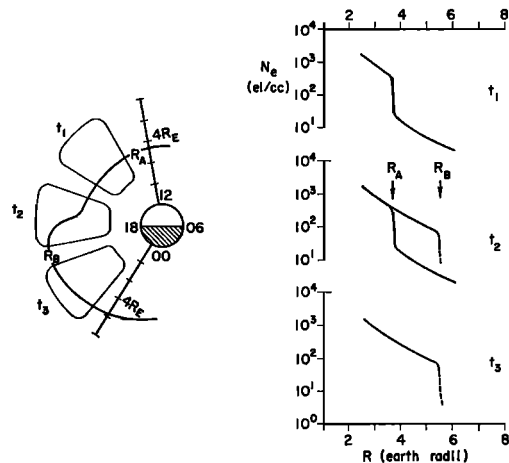 t1
t2
t3
RA
RB
4RE
12
18
06
00
4RE
2 4 6 8
Ne
(el/cc)
10^4
10^3
10^2
10^1
t1
10^4
10^3
10^2
10^1
RA
RB
t2
10^4
10^3
10^2
10^1
10^0
t3
2 4 6 8
R (earth radii)